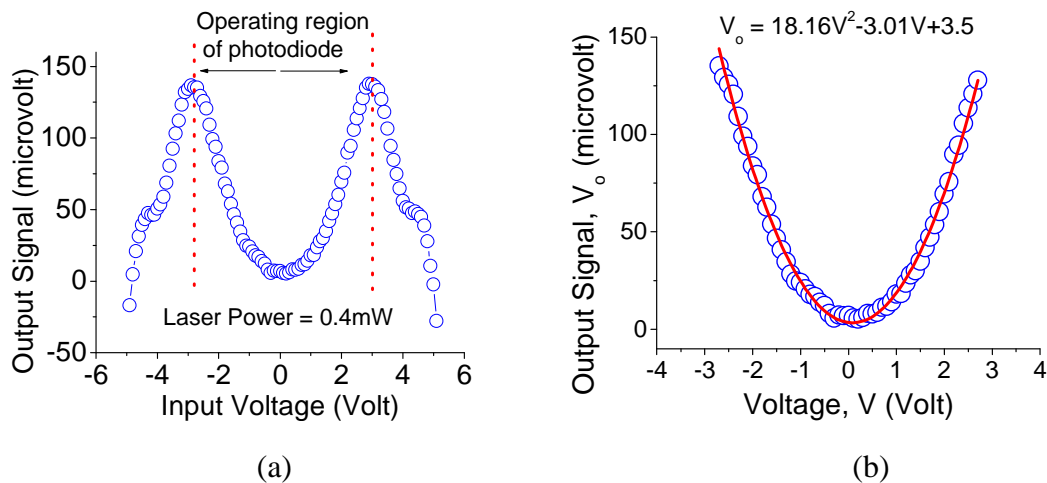 Operating region
of photodiode
150
100
50
0
-50
-6 -4 -2 0 2 4 6
Output Signal (microvolt)
Laser Power = 0.4mW
Input Voltage (Volt)
(a)
V_o = 18.16V^2-3.01V+3.5
150
100
50
0
-4 -3 -2 -1 0 1 2 3 4
Output Signal, V_o (microvolt)
Voltage, V (Volt)
(b)